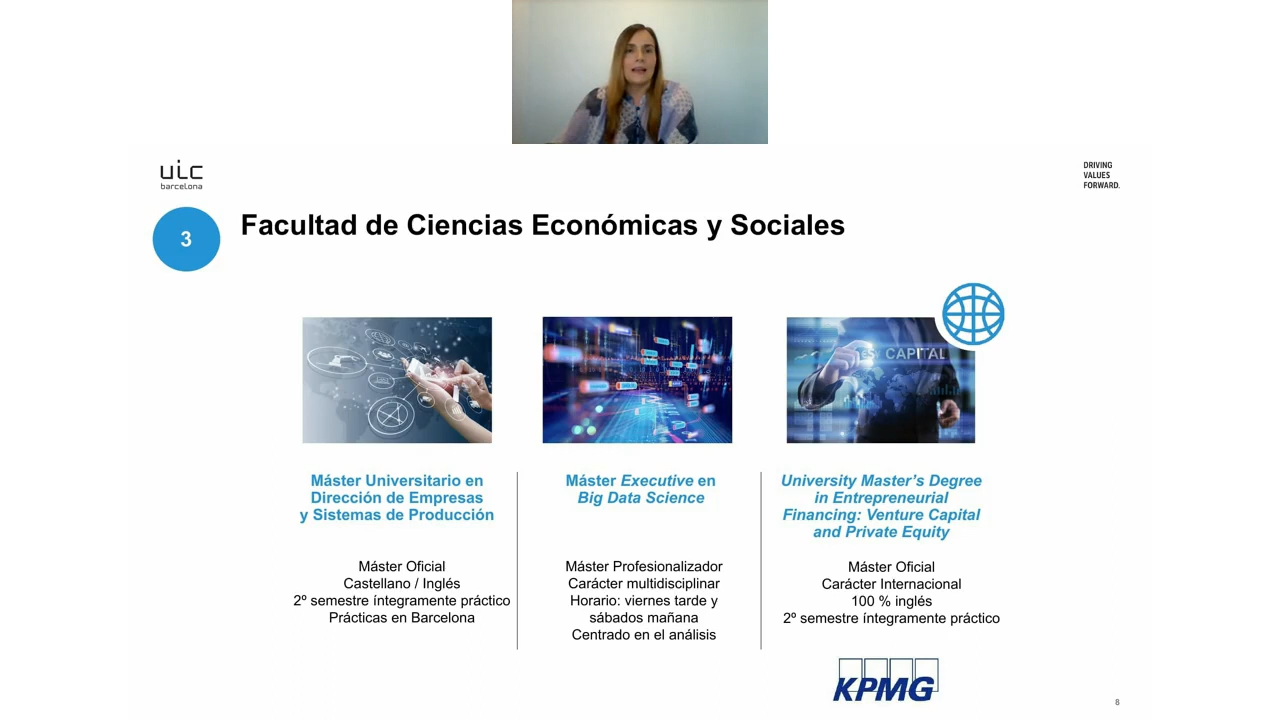 uic
barcelona
DRIVING
VALUES
FORWARD.
3
Facultad de Ciencias Económicas y Sociales
CAPITAL
Máster Universitario en
Dirección de Empresas
y Sistemas de Producción
Máster Oficial
Castellano / Inglés
2º semestre íntegramente práctico
Prácticas en Barcelona
Máster Executive en
Big Data Science
Máster Profesionalizador
Carácter multidisciplinar
Horario: viernes tarde y
sábados mañana
Centrado en el análisis
University Master's Degree
in Entrepreneurial
Financing: Venture Capital
and Private Equity
Máster Oficial
Carácter Internacional
100 % inglés
2º semestre íntegramente práctico
KPMG
8